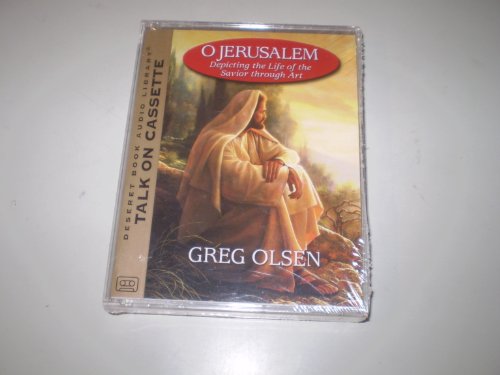 O JERUSALEM
Depicting the Life of the
Savior through Art
DESERET BOOK AUDIO LIBRARY®
TALK ON CASSETTE
GREG OLSEN